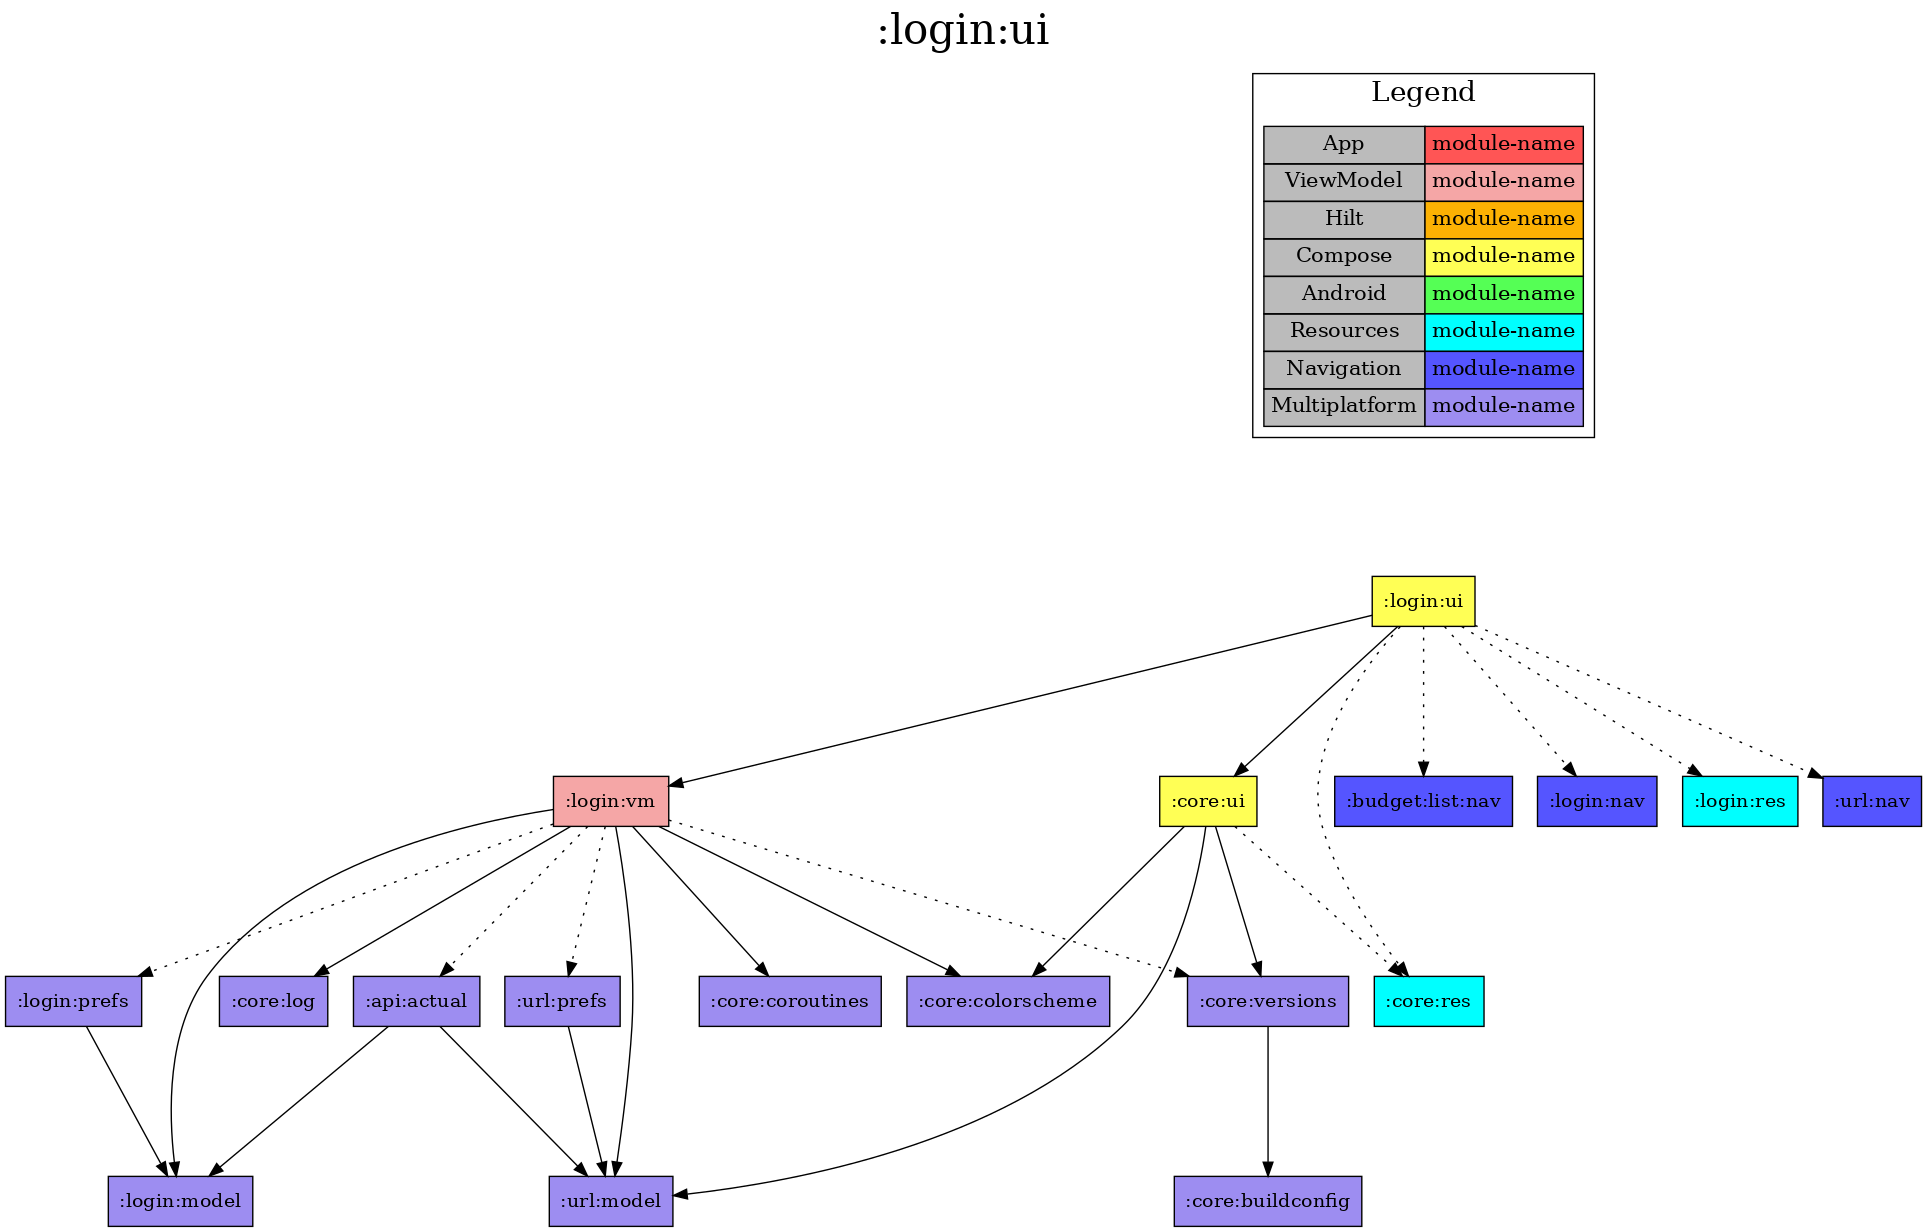 :login:ui
Legend
App module-name
ViewModel module-name
Hilt module-name
Compose module-name
Android module-name
Resources module-name
Navigation module-name
Multiplatform module-name
:login:ui
:login:vm
:core:ui
:budget:list:nav
:login:nav
:login:res
:url:nav
:login:prefs
:core:log
:api:actual
:url:prefs
:core:coroutines
:core:colorscheme
:core:versions
:core:res
:login:model
:url:model
:core:buildconfig